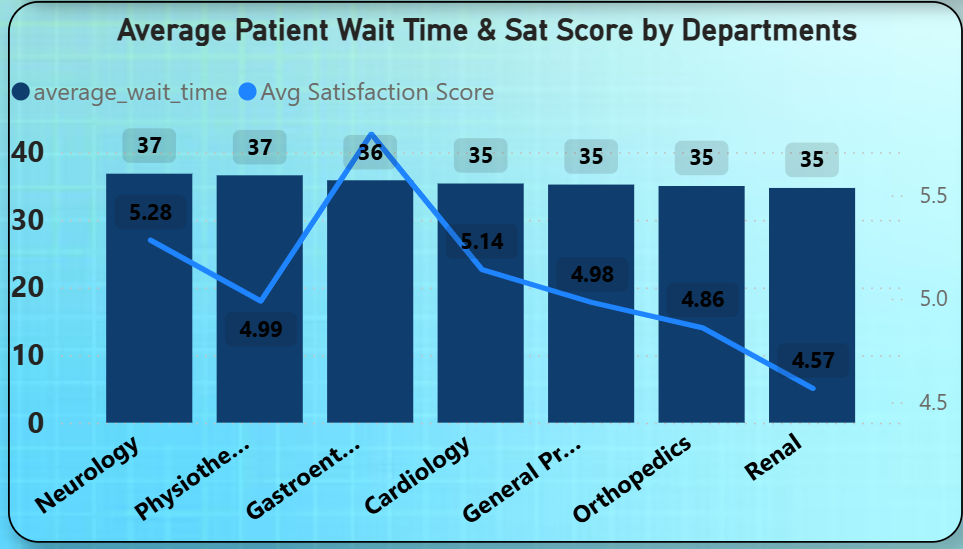 Average Patient Wait Time & Sat Score by Departments
average_wait_time Avg Satisfaction Score
40
30
20
10
0
37 37 36 35 35 35 35
5.28 4.99 5.14 4.98 4.86 4.57
5.5
5.0
4.5
Neurology
Physiothe...
Gastroent...
Cardiology
General Pr...
Orthopedics
Renal